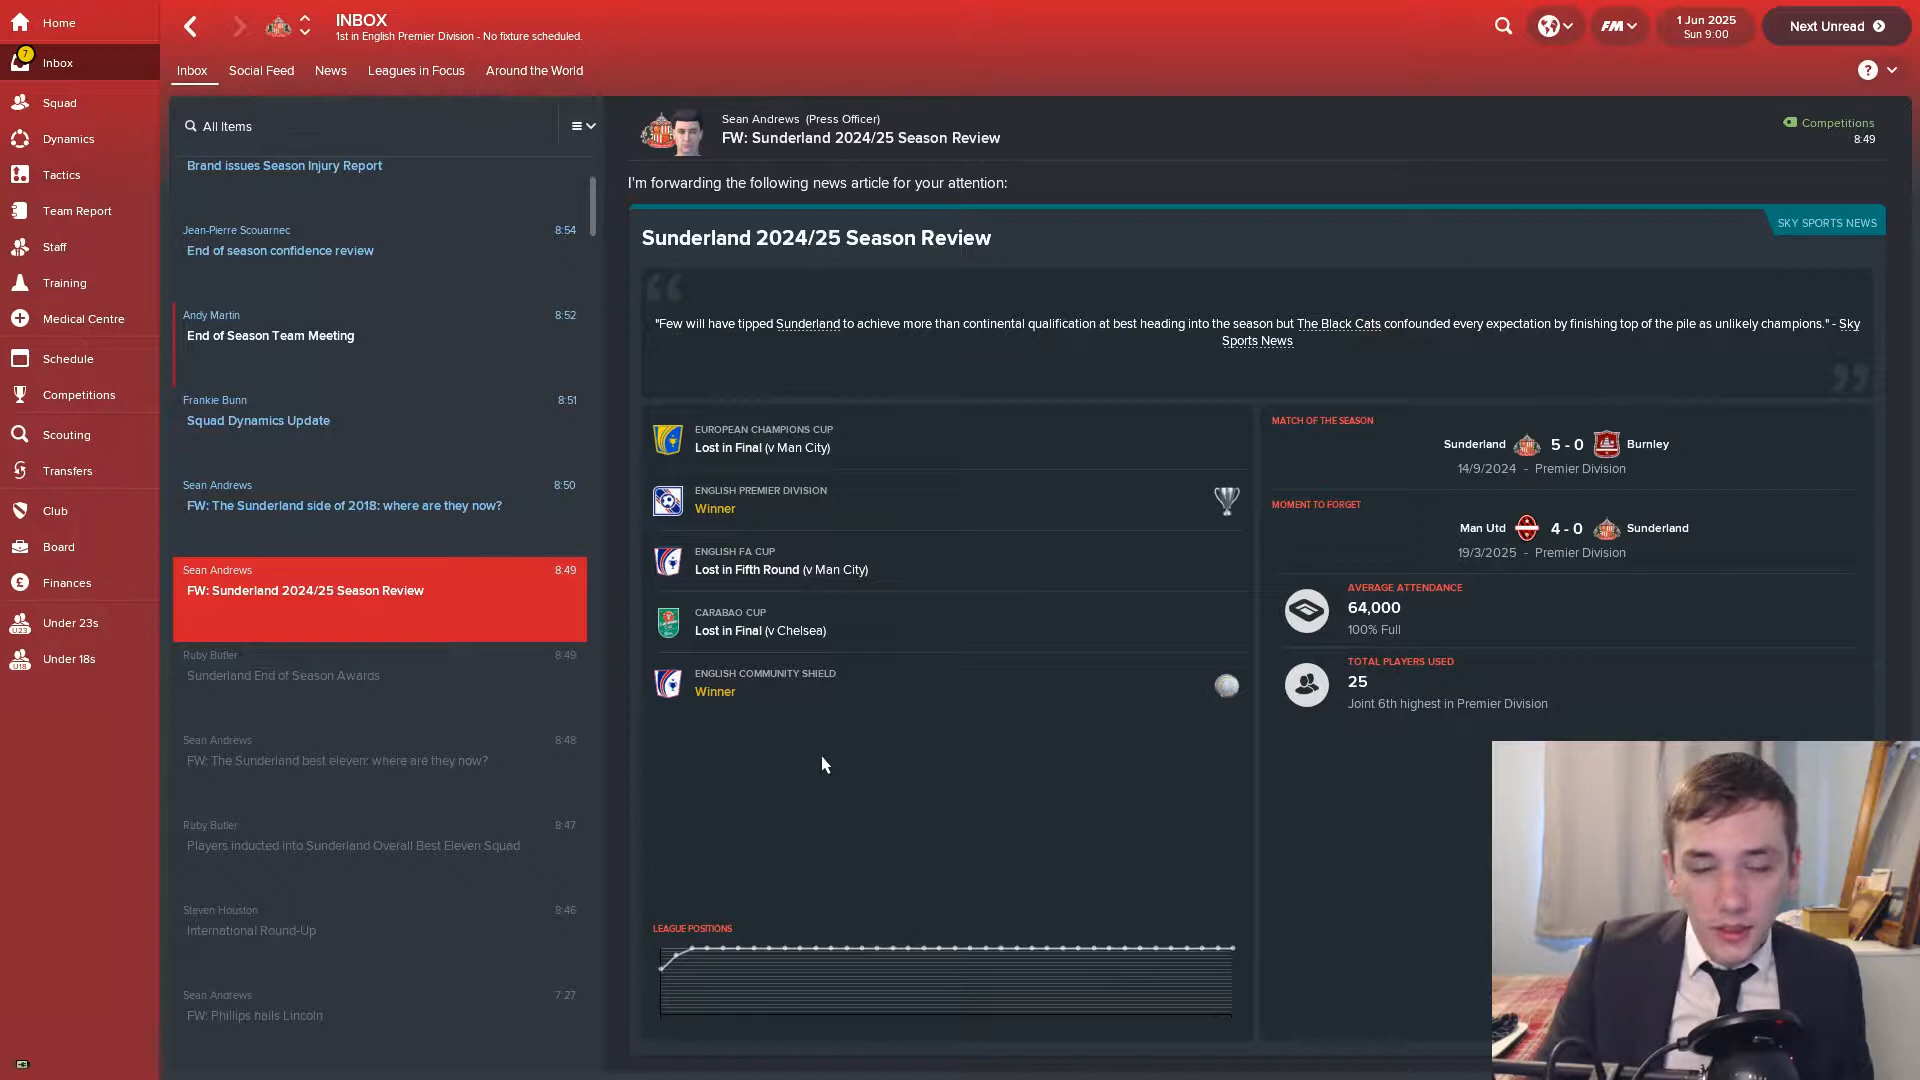 Home
Inbox
7
Squad
Dynamics
Tactics
Team Report
Staff
Training
Medical Centre
Schedule
Competitions
Scouting
Transfers
Club
Board
Finances
Under 23s
U23
Under 18s
U18
INBOX
1st in English Premier Division - No fixture scheduled.
FM
1 Jun 2025
Sun 9:00
Next Unread
Inbox
Social Feed
News
Leagues in Focus
Around the World
?
All Items
Brand issues Season Injury Report
Jean-Pierre Scouarnec 8:54
End of season confidence review
Andy Martin 8:52
End of Season Team Meeting
Frankie Bunn 8:51
Squad Dynamics Update
Sean Andrews 8:50
FW: The Sunderland side of 2018: where are they now?
Sean Andrews 8:49
FW: Sunderland 2024/25 Season Review
Ruby Butler 8:49
Sunderland End of Season Awards
Sean Andrews 8:48
FW: The Sunderland best eleven: where are they now?
Ruby Butler 8:47
Players inducted into Sunderland Overall Best Eleven Squad
Steven Houston 8:46
International Round-Up
Sean Andrews 7:27
FW: Phillips hails Lincoln
Sean Andrews (Press Officer)
FW: Sunderland 2024/25 Season Review
Competitions
8:49
I'm forwarding the following news article for your attention:
SKY SPORTS NEWS
Sunderland 2024/25 Season Review
"Few will have tipped Sunderland to achieve more than continental qualification at best heading into the season but The Black Cats confounded every expectation by finishing top of the pile as unlikely champions." - Sky
Sports News
EUROPEAN CHAMPIONS CUP
Lost in Final (v Man City)
ENGLISH PREMIER DIVISION
Winner
ENGLISH FA CUP
Lost in Fifth Round (v Man City)
CARABAO CUP
Lost in Final (v Chelsea)
ENGLISH COMMUNITY SHIELD
Winner
LEAGUE POSITIONS
MATCH OF THE SEASON
Sunderland 5 - 0 Burnley
14/9/2024 - Premier Division
MOMENT TO FORGET
Man Utd 4 - 0 Sunderland
19/3/2025 - Premier Division
AVERAGE ATTENDANCE
64,000
100% Full
TOTAL PLAYERS USED
25
Joint 6th highest in Premier Division